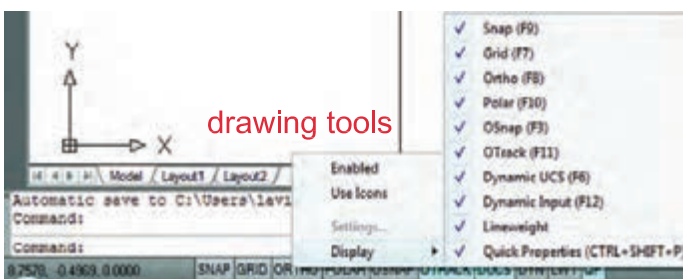 Y
X
drawing tools
Model / Layout1 / Layout2 /
Automatic save to C:\Users\lavi
Command:
Command:
0.0000
SNAP GRID
Enabled
Use Icons
Settings...
Display
Snap (F9)
Grid (F7)
Ortho (F8)
Polar (F10)
OSnap (F3)
OTrack (F11)
Dynamic UCS (F6)
Dynamic Input (F12)
Lineweight
Quick Properties (CTRL+SHIFT+P